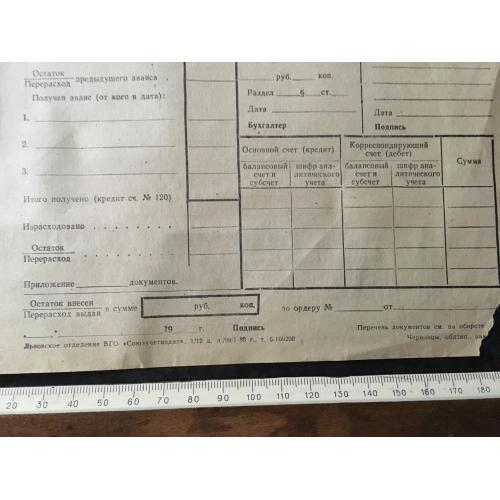 Остаток
Перерасход предыдущего аванса
Получен аванс (от кого и дата):
1.
2.
3.
Итого получено (кредит сч. № 120)
Израсходовано
Остаток
Перерасход
Приложение документов.
руб. коп.
Раздел § ст.
Дата
Бухгалтер
Дата
Подпись
Основной счет (кредит)
Корреспондирующий счет (дебет)
Сумма
балансовый счет и субсчет
шифр аналитического учета
балансовый счет и субсчет
шифр аналитического учета
Остаток внесен
Перерасход выдан в сумме руб. коп. по ордеру № от
19 г. Подпись
Перечень документов см. на обороте
Львовское отделение ВГО «Союзучетиздат»
Черновцы, облтип., зак.
20 30 40 50 60 70 80 90 100 110 120 130 140 150 160 170 180